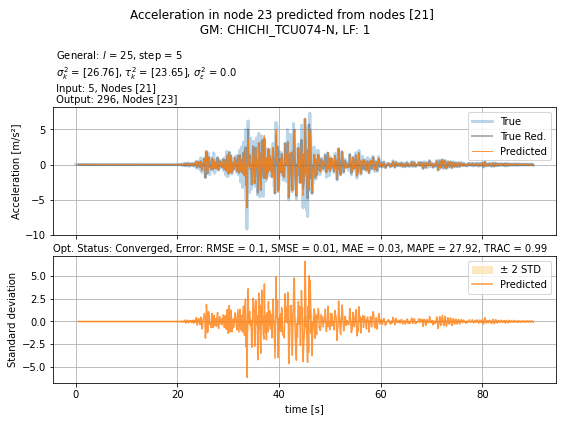 Acceleration in node 23 predicted from nodes [21]
GM: CHICHI_TCU074-N, LF: 1
General: l = 25, step = 5
σ²ₖ = [26.76], τ²ₖ = [23.65], σ²ε = 0.0
Input: 5, Nodes [21]
Output: 296, Nodes [23]
Acceleration [m/s²]
5
0
−5
−10
True
True Red.
Predicted
Opt. Status: Converged, Error: RMSE = 0.1, SMSE = 0.01, MAE = 0.03, MAPE = 27.92, TRAC = 0.99
Standard deviation
5.0
2.5
0.0
−2.5
−5.0
± 2 STD
Predicted
0
20
40
60
80
time [s]